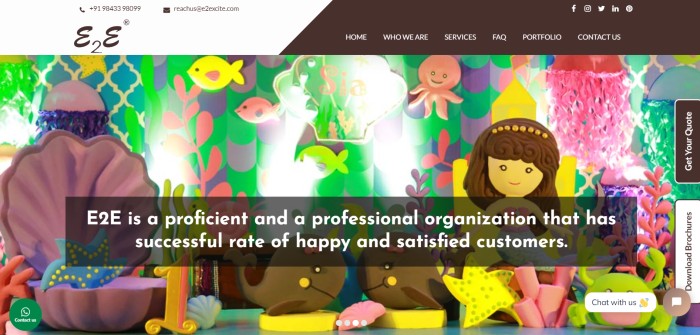 +91 98433 98099
reachus@e2excite.com
E2E®
HOME WHO WE ARE SERVICES FAQ PORTFOLIO CONTACT US
Sia
Get Your Quote
E2E is a proficient and a professional organization that has
successful rate of happy and satisfied customers.
Download Brochures
Chat with us 👋
Contact us